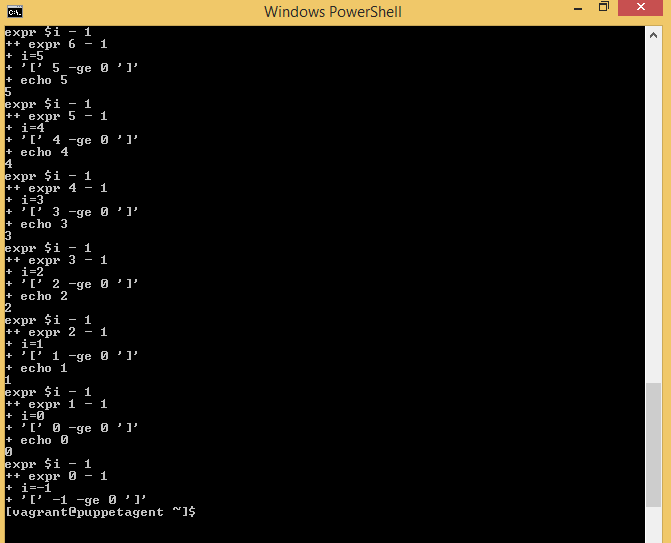 Windows PowerShell
expr $i - 1
++ expr 6 - 1
+ i=5
+ '[' 5 -ge 0 ']'
+ echo 5
5
expr $i - 1
++ expr 5 - 1
+ i=4
+ '[' 4 -ge 0 ']'
+ echo 4
4
expr $i - 1
++ expr 4 - 1
+ i=3
+ '[' 3 -ge 0 ']'
+ echo 3
3
expr $i - 1
++ expr 3 - 1
+ i=2
+ '[' 2 -ge 0 ']'
+ echo 2
2
expr $i - 1
++ expr 2 - 1
+ i=1
+ '[' 1 -ge 0 ']'
+ echo 1
1
expr $i - 1
++ expr 1 - 1
+ i=0
+ '[' 0 -ge 0 ']'
+ echo 0
0
expr $i - 1
++ expr 0 - 1
+ i=-1
+ '[' -1 -ge 0 ']'
[vagrant@puppetagent ~]$